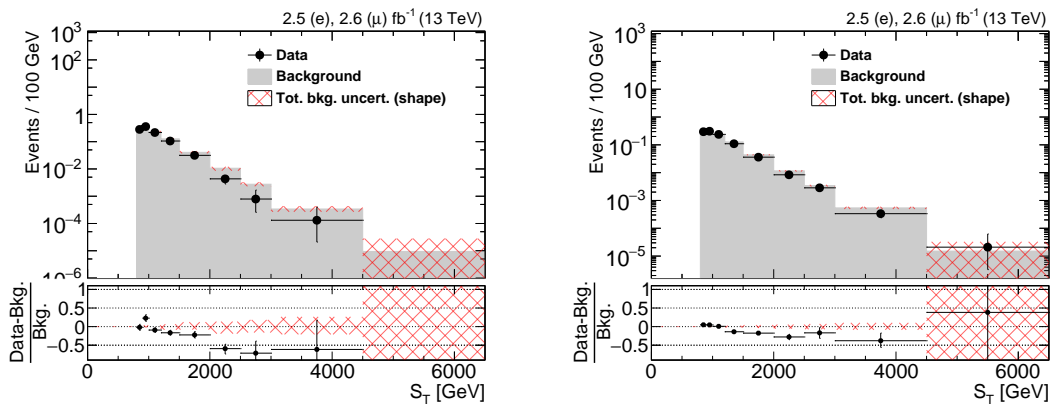 2.5 (e), 2.6 (μ) fb⁻¹ (13 TeV)
Events / 100 GeV
10³
1
10⁻²
10⁻⁴
10⁻⁶
Data
Background
Tot. bkg. uncert. (shape)
Data-Bkg.
Bkg.
1
0.5
0
−0.5
0 2000 4000 6000
S_T [GeV]
2.5 (e), 2.6 (μ) fb⁻¹ (13 TeV)
Events / 100 GeV
10³
10
10⁻¹
10⁻³
10⁻⁵
Data
Background
Tot. bkg. uncert. (shape)
Data-Bkg.
Bkg.
1
0.5
0
−0.5
0 2000 4000 6000
S_T [GeV]